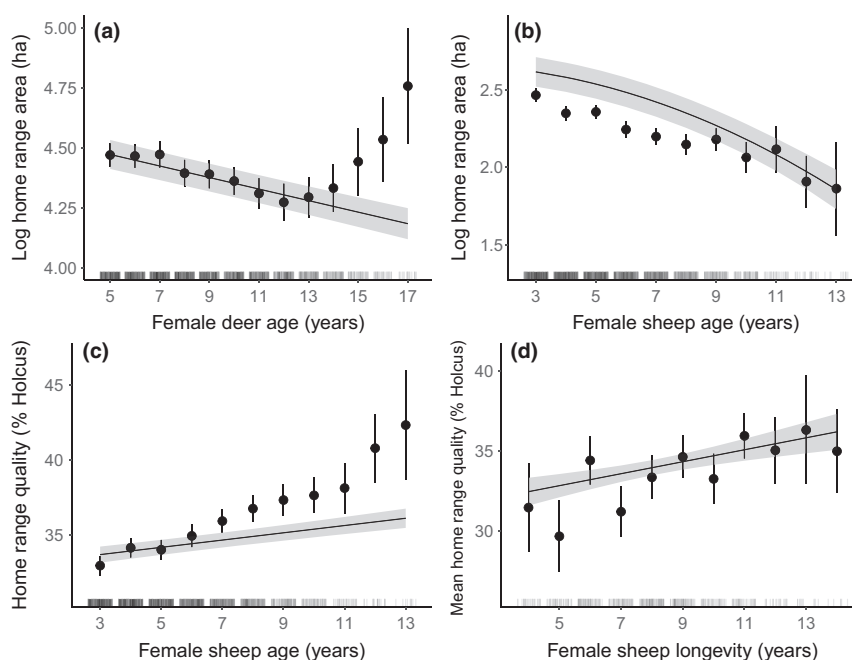 (a)
Log home range area (ha)
5.00
4.75
4.50
4.25
4.00
5 7 9 11 13 15 17
Female deer age (years)
(b)
Log home range area (ha)
2.5
2.0
1.5
3 5 7 9 11 13
Female sheep age (years)
(c)
Home range quality (% Holcus)
45
40
35
3 5 7 9 11 13
Female sheep age (years)
(d)
Mean home range quality (% Holcus)
40
35
30
5 7 9 11 13
Female sheep longevity (years)